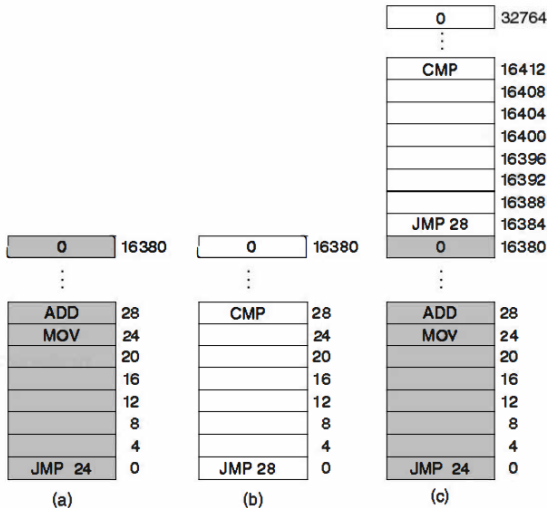 0 32764
⋮
CMP 16412
16408
16404
16400
16396
16392
16388
JMP 28 16384
0 16380 0 16380 0 16380
⋮ ⋮ ⋮
ADD 28 CMP 28 ADD 28
MOV 24 24 MOV 24
20 20 20
16 16 16
12 12 12
8 8 8
4 4 4
JMP 24 0 JMP 28 0 JMP 24 0
(a) (b) (c)